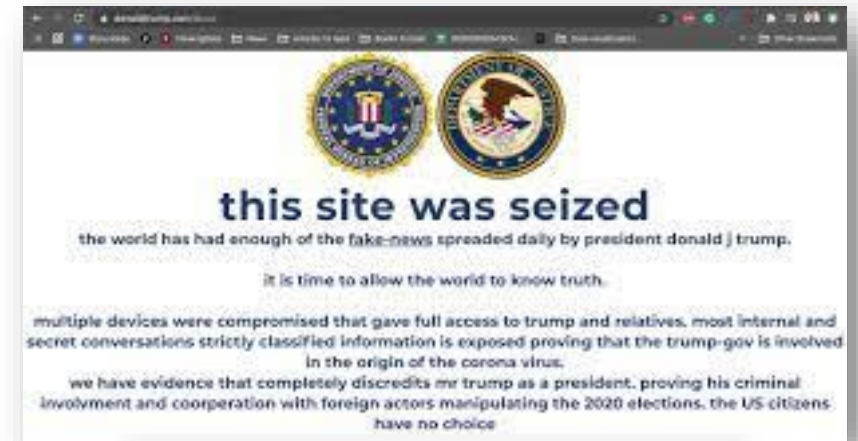 donaldjtrump.com
this site was seized
the world has had enough of the fake-news spreaded daily by president donald j trump.
it is time to allow the world to know truth.
multiple devices were compromised that gave full access to trump and relatives. most internal and
secret conversations strictly classified information is exposed proving that the trump-gov is involved
in the origin of the corona virus.
we have evidence that completely discredits mr trump as a president. proving his criminal
involvment and coorperation with foreign actors manipulating the 2020 elections. the US citizens
have no choice